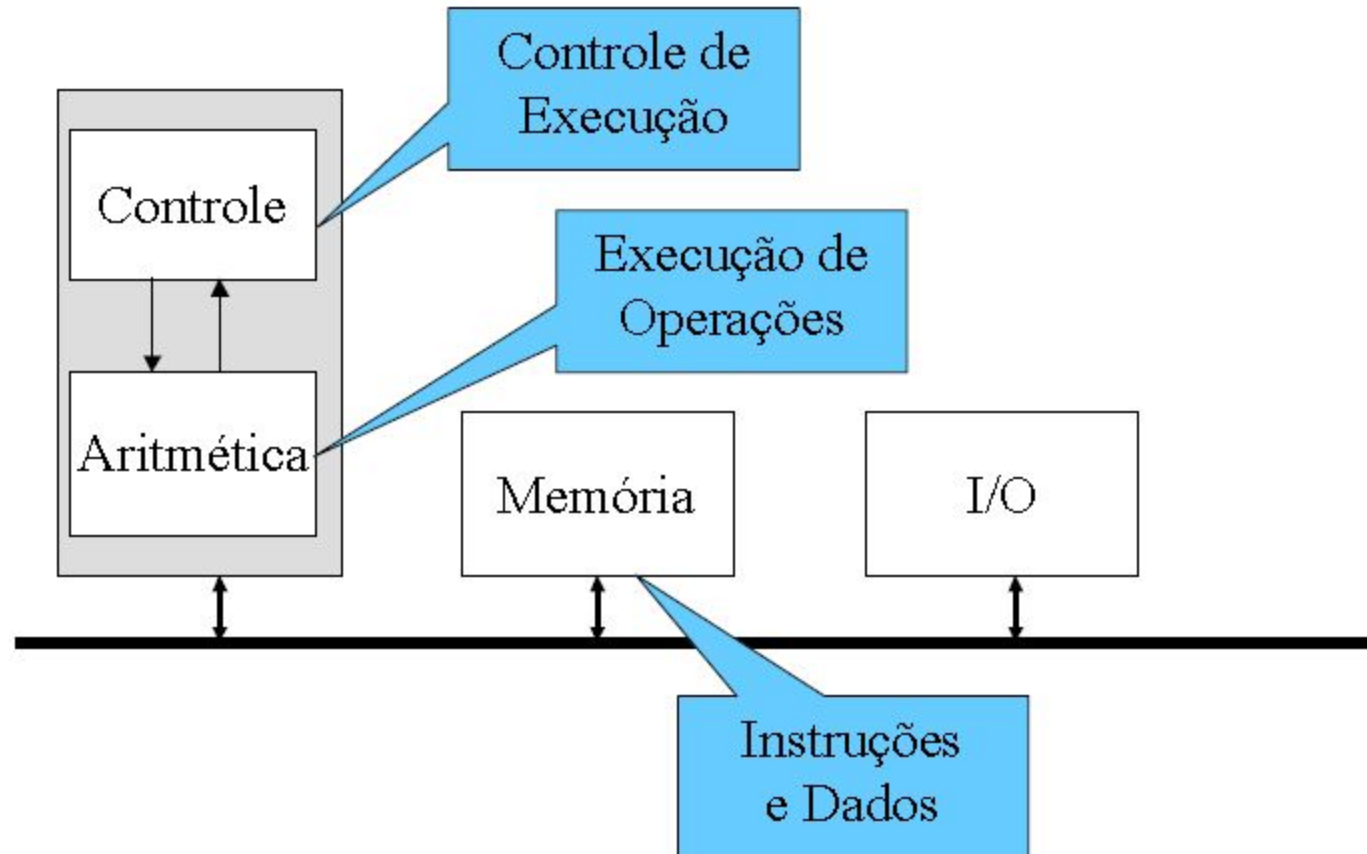 Controle de
Execução
Controle
Execução de
Operações
Aritmética
Memória
I/O
Instruções
e Dados